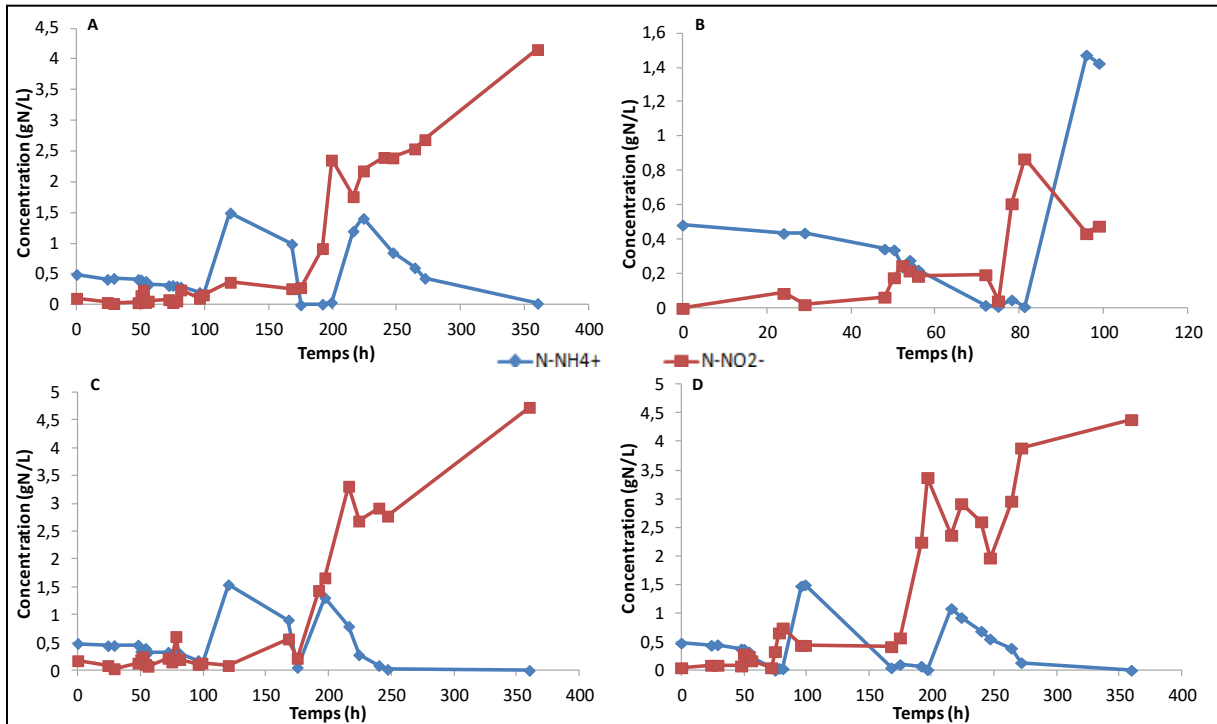 A
Concentration (gN/L)
4,5
4
3,5
3
2,5
2
1,5
1
0,5
0
0 50 100 150 200 250 300 350 400
Temps (h)
B
Concentration (gN/L)
1,6
1,4
1,2
1
0,8
0,6
0,4
0,2
0
0 20 40 60 80 100 120
Temps (h)
N-NH4+ N-NO2-
C
Concentration (gN/L)
5
4,5
4
3,5
3
2,5
2
1,5
1
0,5
0
0 50 100 150 200 250 300 350 400
Temps (h)
D
Concentration (gN/L)
5
4,5
4
3,5
3
2,5
2
1,5
1
0,5
0
0 50 100 150 200 250 300 350 400
Temps (h)